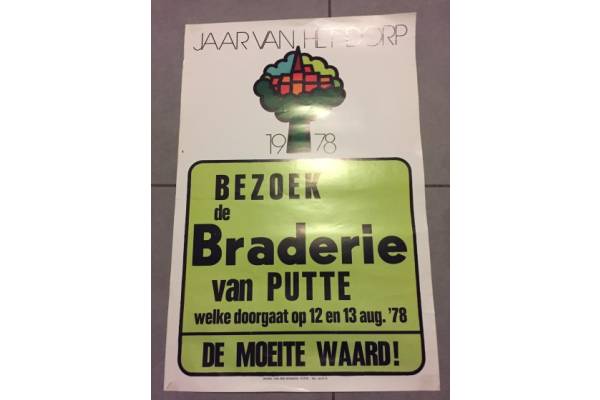 JAAR VAN HET DORP
1978
BEZOEK
de
Braderie
van PUTTE
welke doorgaat op 12 en 13 aug. '78
DE MOEITE WAARD!